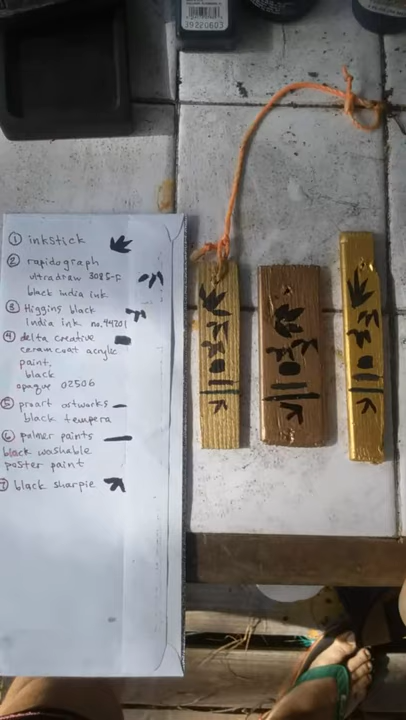 39220603
① inkstick
② rapidograph
ultradraw 3085-F
black india ink
③ Higgins black
India ink no. 44201
④ delta creative
ceramcoat acrylic
paint,
black
opaque 02506
⑤ proart artworks
black tempera
⑥ palmer paints
black washable
poster paint
⑦ black sharpie